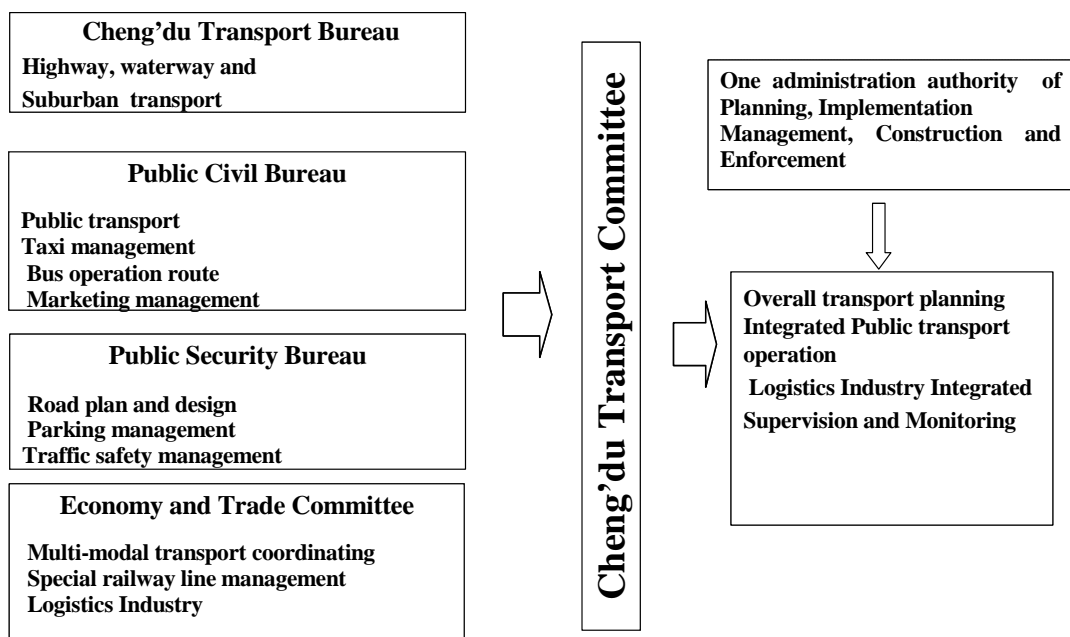 Cheng’du Transport Bureau
Highway, waterway and
Suburban transport
Public Civil Bureau
Public transport
Taxi management
Bus operation route
Marketing management
Public Security Bureau
Road plan and design
Parking management
Traffic safety management
Economy and Trade Committee
Multi-modal transport coordinating
Special railway line management
Logistics Industry
Cheng’du Transport Committee
One administration authority of
Planning, Implementation
Management, Construction and
Enforcement
Overall transport planning
Integrated Public transport
operation
Logistics Industry Integrated
Supervision and Monitoring